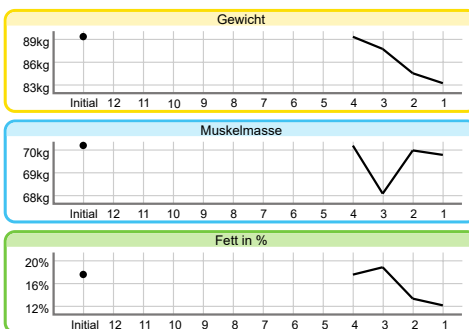 Gewicht
89kg
86kg
83kg
Initial 12 11 10 9 8 7 6 5 4 3 2 1
Muskelmasse
70kg
69kg
68kg
Initial 12 11 10 9 8 7 6 5 4 3 2 1
Fett in %
20%
16%
12%
Initial 12 11 10 9 8 7 6 5 4 3 2 1